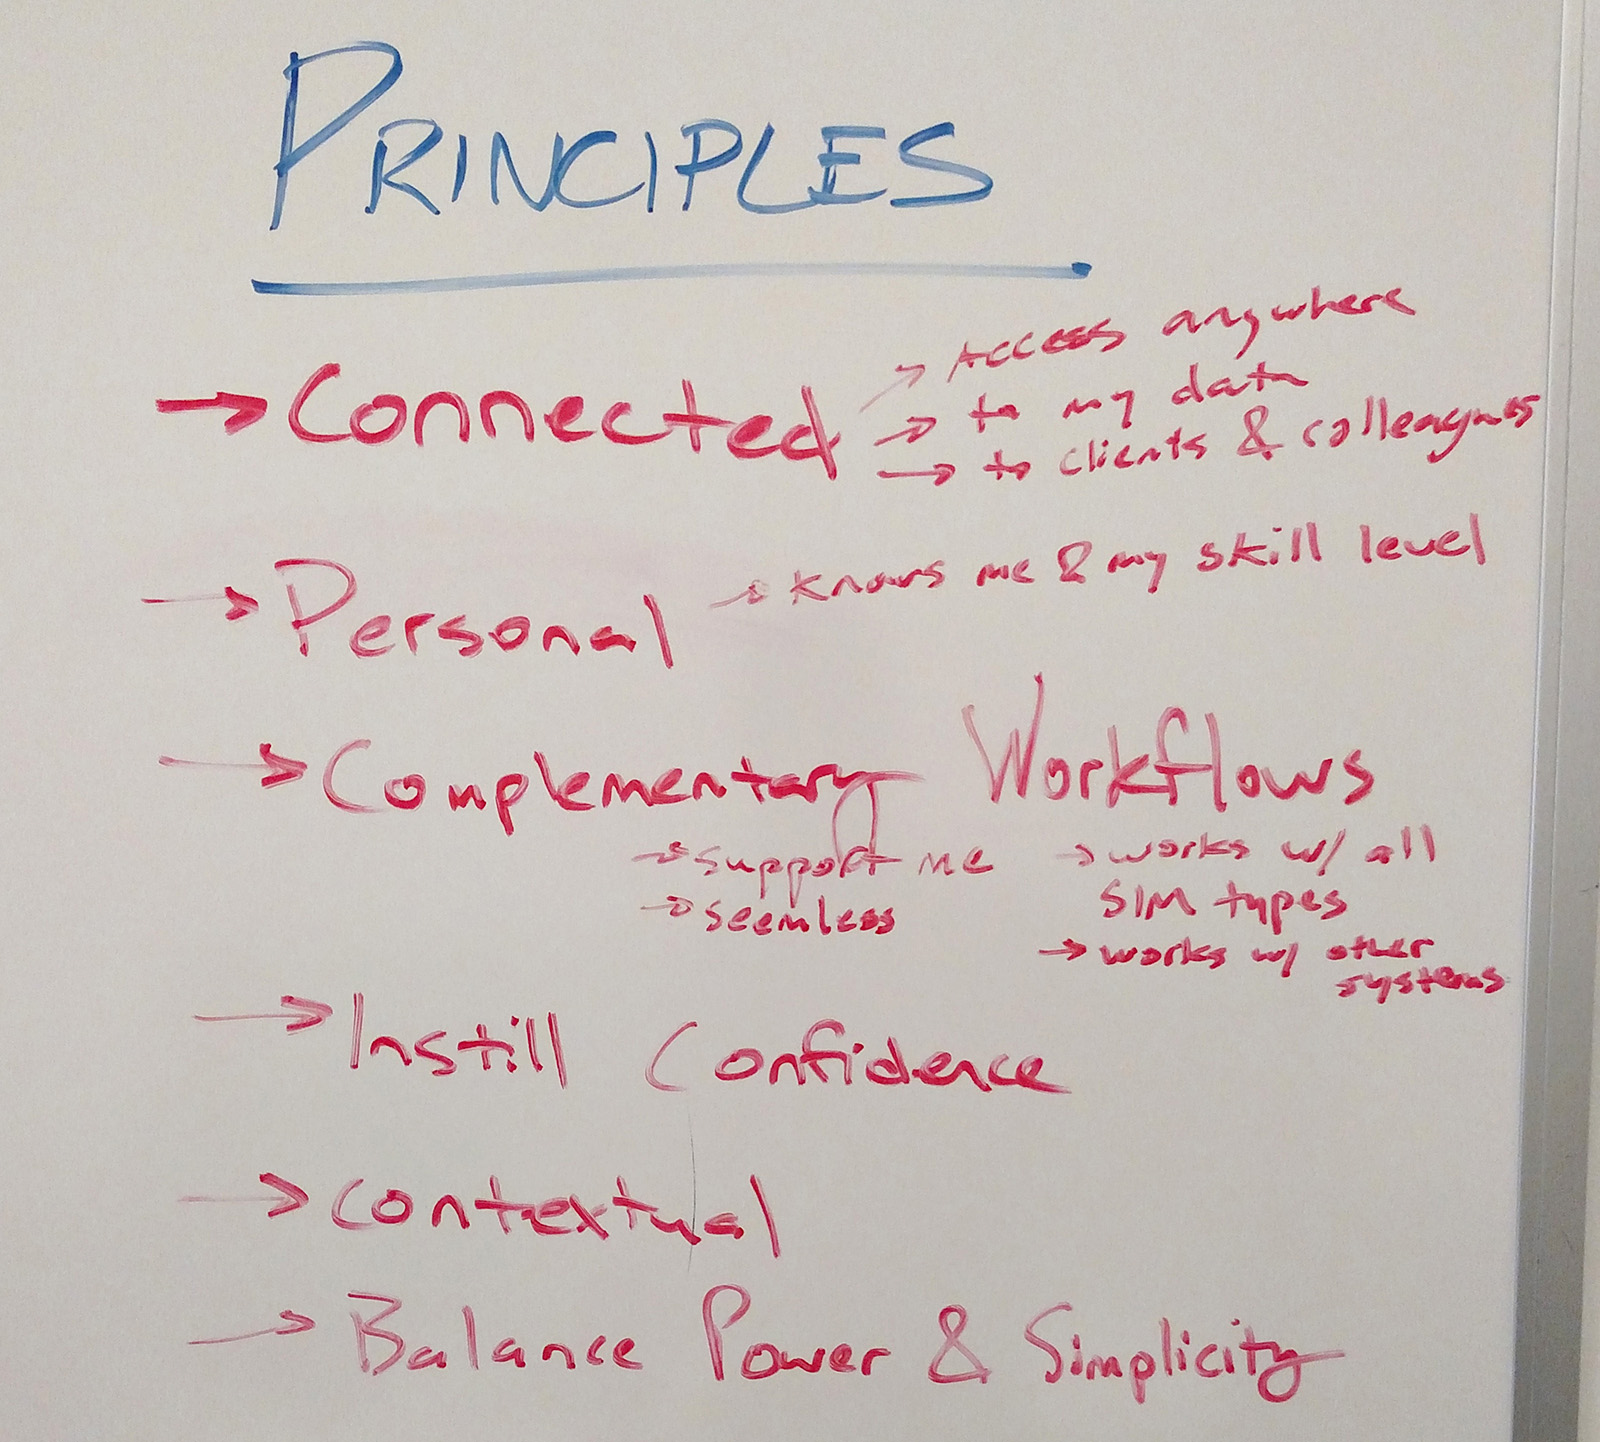 PRINCIPLES
→ Connected
→ Access anywhere
→ to my data
→ to clients & colleagues
→ Personal
→ knows me & my skill level
→ Complementary Workflows
→ support me
→ seemless
→ works w/ all
SIM types
→ works w/ other
systems
→ Instill Confidence
→ Contextual
→ Balance Power & Simplicity